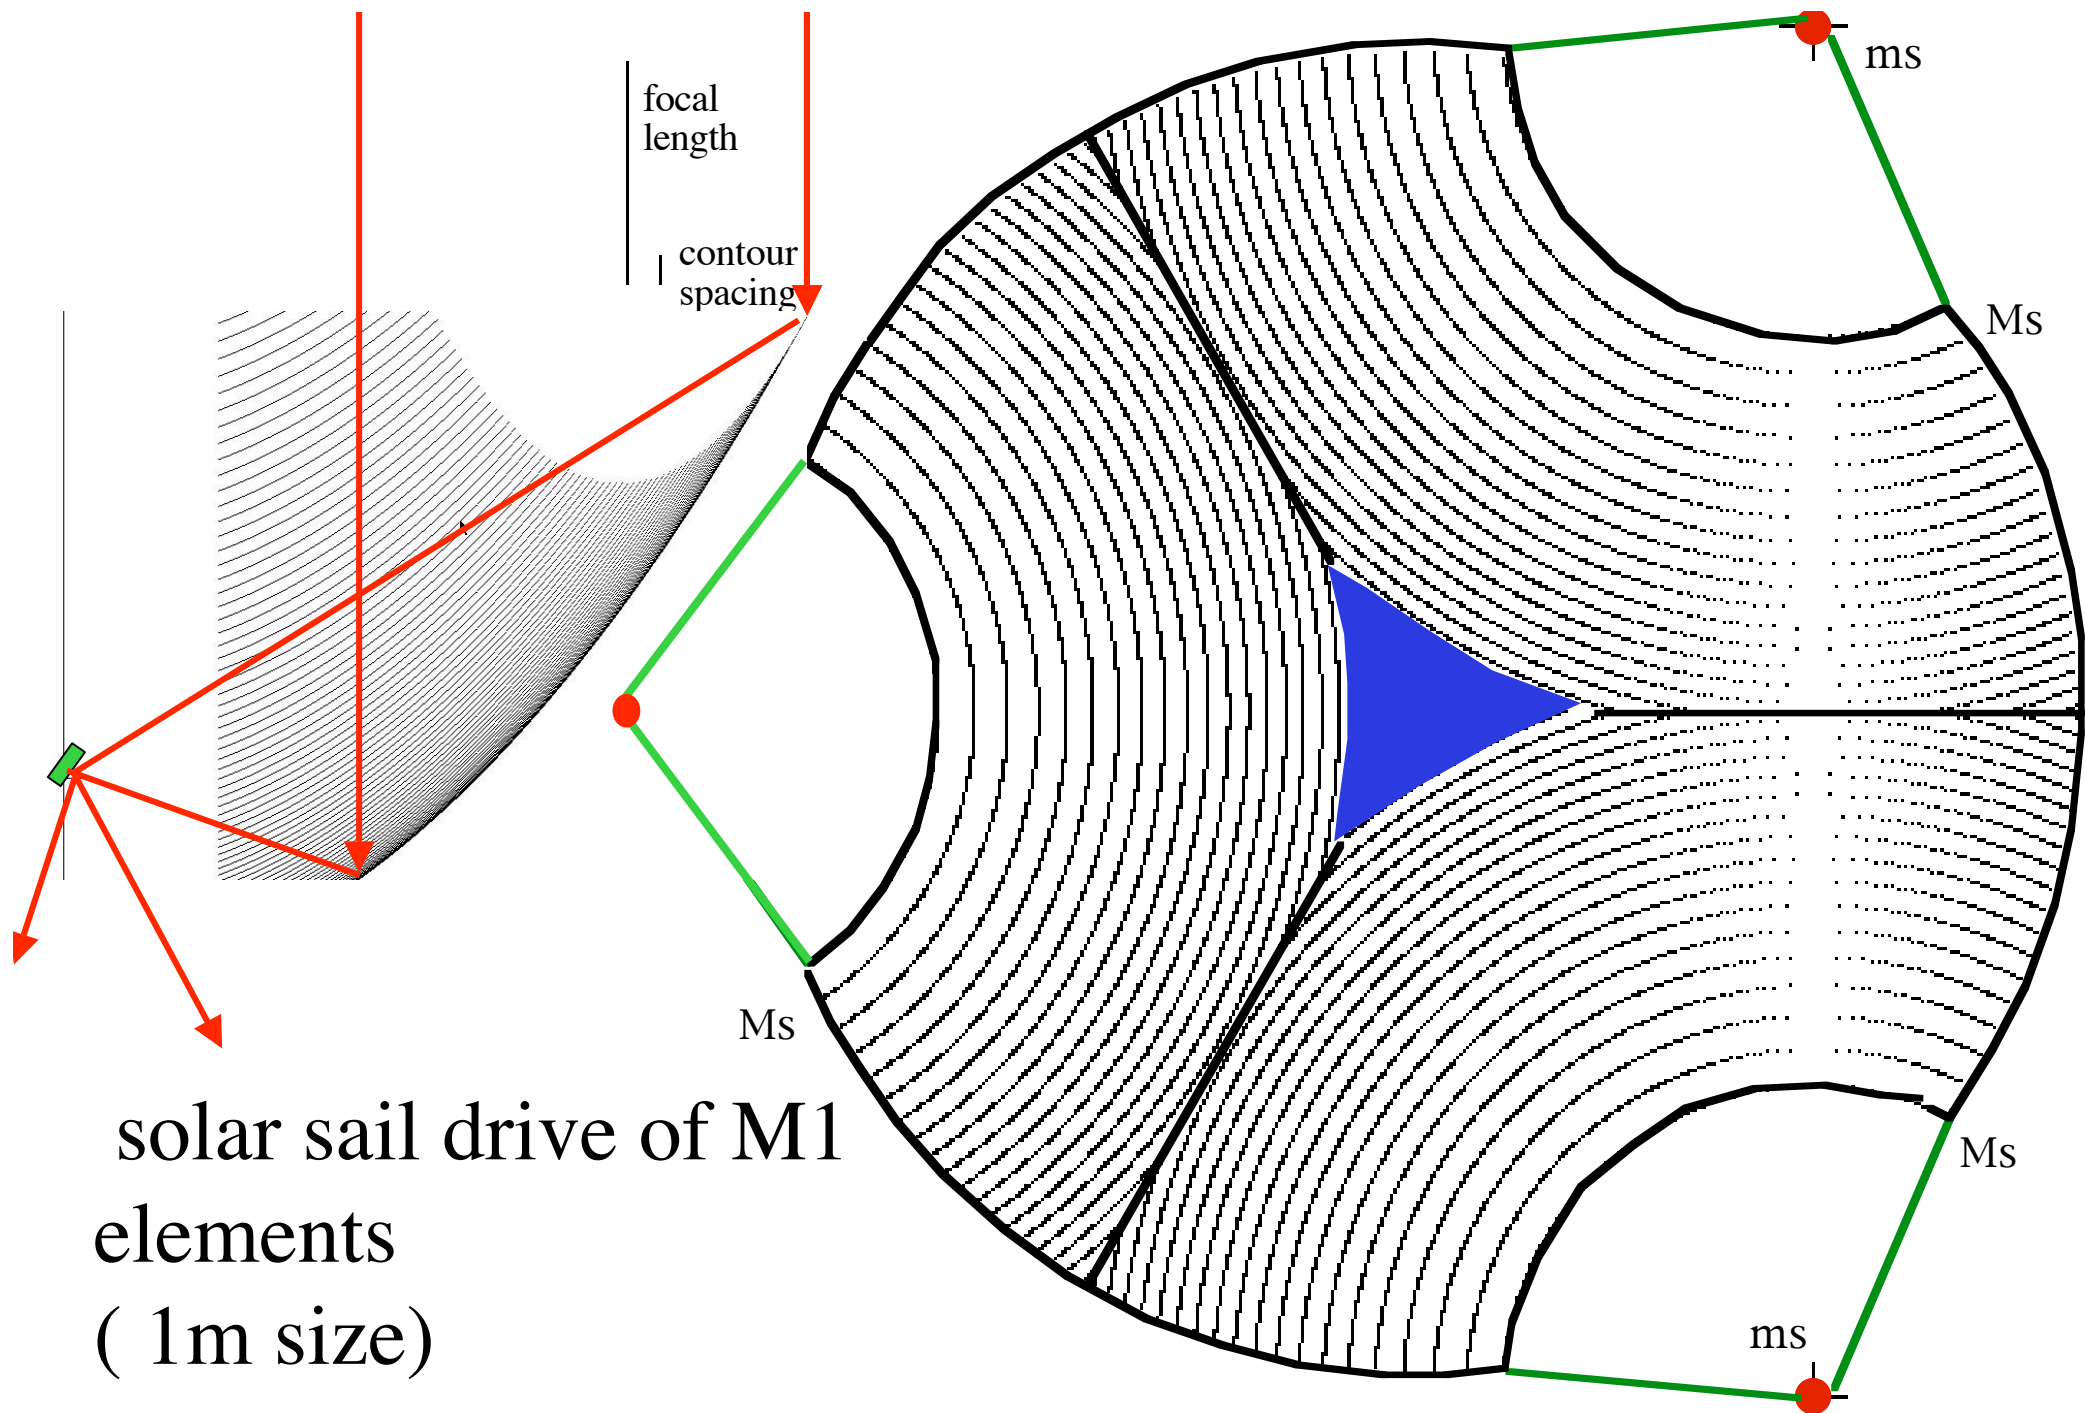 focal
length
contour
spacing
ms
Ms
Ms
Ms
ms
solar sail drive of M1
elements
( 1m size)